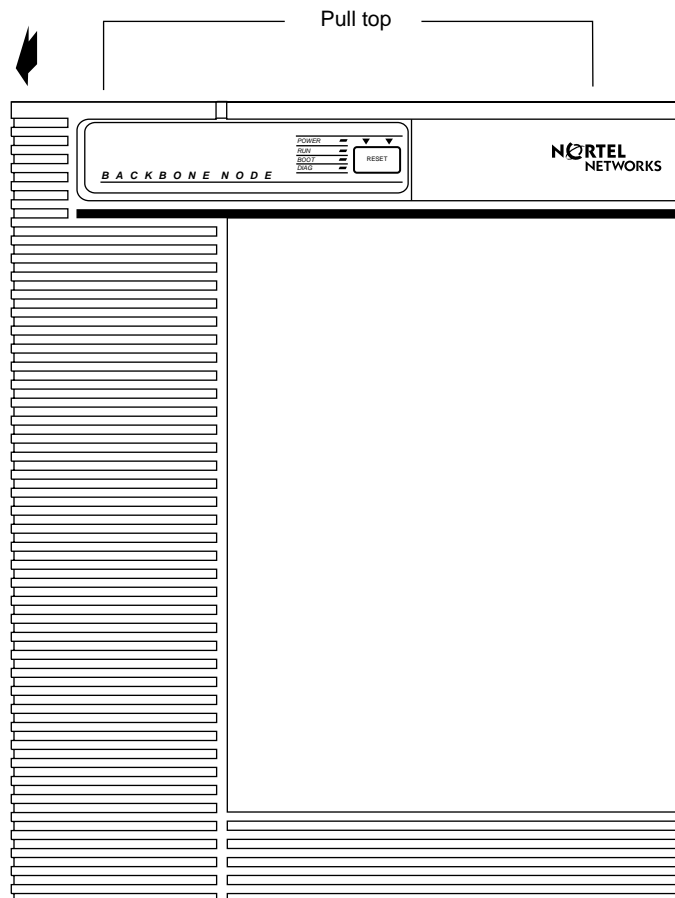 Pull top
POWER
RUN
BOOT
DIAG
RESET
BACKBONE NODE
NORTEL
NETWORKS